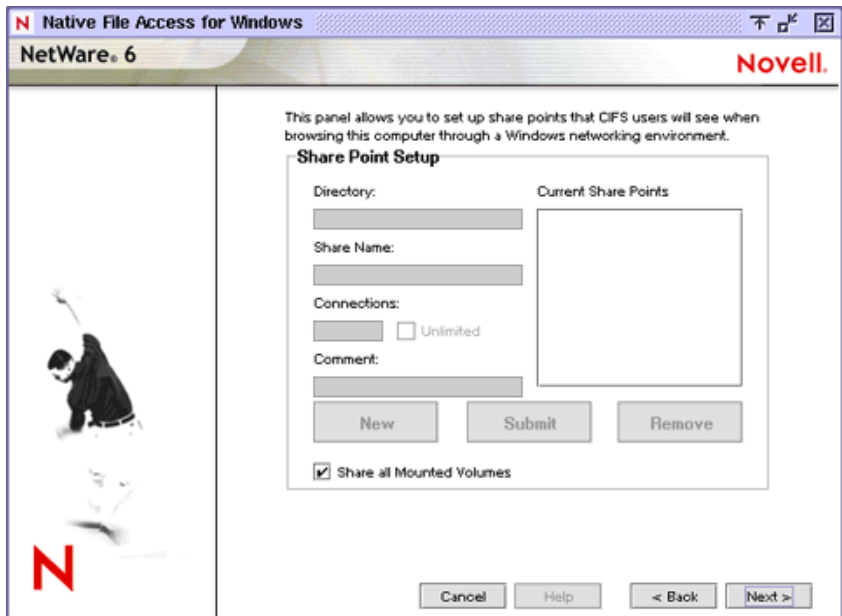 N Native File Access for Windows
NetWare® 6
Novell®
This panel allows you to set up share points that CIFS users will see when
browsing this computer through a Windows networking environment.
Share Point Setup
Directory:
Current Share Points
Share Name:
Connections:
Unlimited
Comment:
New Submit Remove
Share all Mounted Volumes
N
Cancel Help < Back Next >